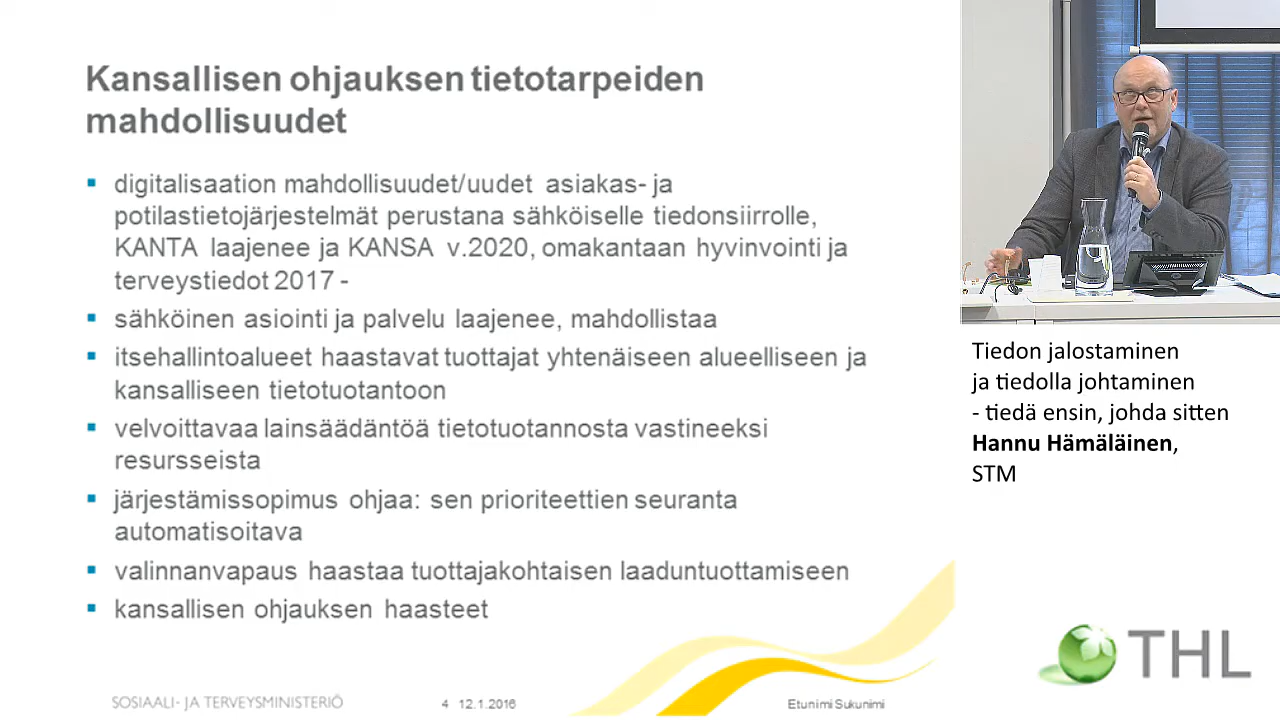 Kansallisen ohjauksen tietotarpeiden
mahdollisuudet
digitalisaation mahdollisuudet/uudet asiakas- ja
potilastietojärjestelmät perustana sähköiselle tiedonsiirrolle,
KANTA laajenee ja KANSA v.2020, omakantaan hyvinvointi ja
terveystiedot 2017 -
sähköinen asiointi ja palvelu laajenee, mahdollistaa
itsehallintoalueet haastavat tuottajat yhtenäiseen alueelliseen ja
kansalliseen tietotuotantoon
velvoittavaa lainsäädäntöä tietotuotannosta vastineeksi
resursseista
järjestämissopimus ohjaa: sen prioriteettien seuranta
automatisoitava
valinnanvapaus haastaa tuottajakohtaisen laaduntuottamiseen
kansallisen ohjauksen haasteet
SOSIAALI- JA TERVEYSMINISTERIÖ
4 12.1.2016
Etunimi Sukunimi
Tiedon jalostaminen
ja tiedolla johtaminen
- tiedä ensin, johda sitten
Hannu Hämäläinen,
STM
THL